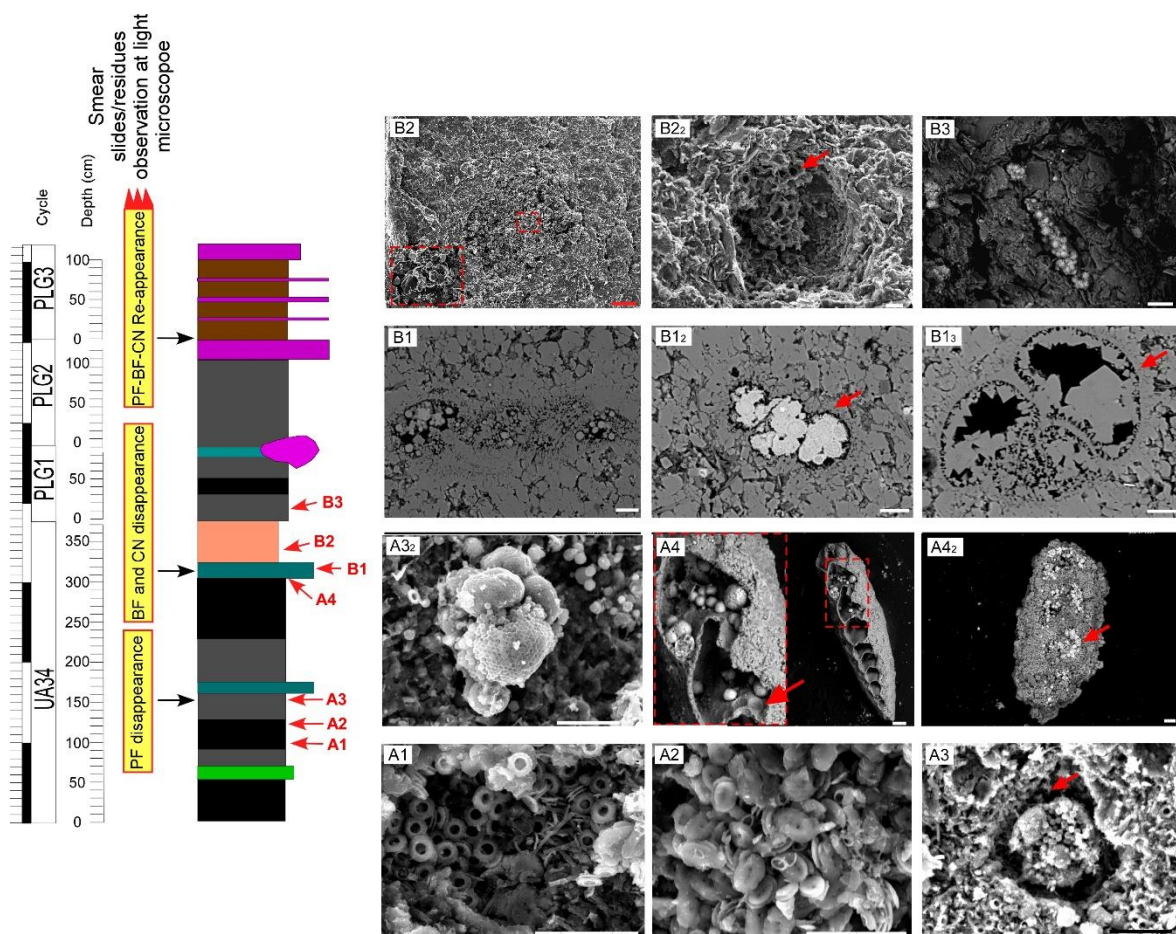 Smear
slides/residues
observation at light
microscopoe
Cycle
Depth (cm)
PLG3
PLG2
PLG1
UA34
100
50
0
100
50
0
50
0
350
300
250
200
150
100
50
0
PF-BF-CN Re-appearance
BF and CN disappearance
PF disappearance
B3
B2
B1
A4
A3
A2
A1
B2
B2₂
B3
B1
B1₂
B1₃
A3₂
A4
A4₂
A1
A2
A3